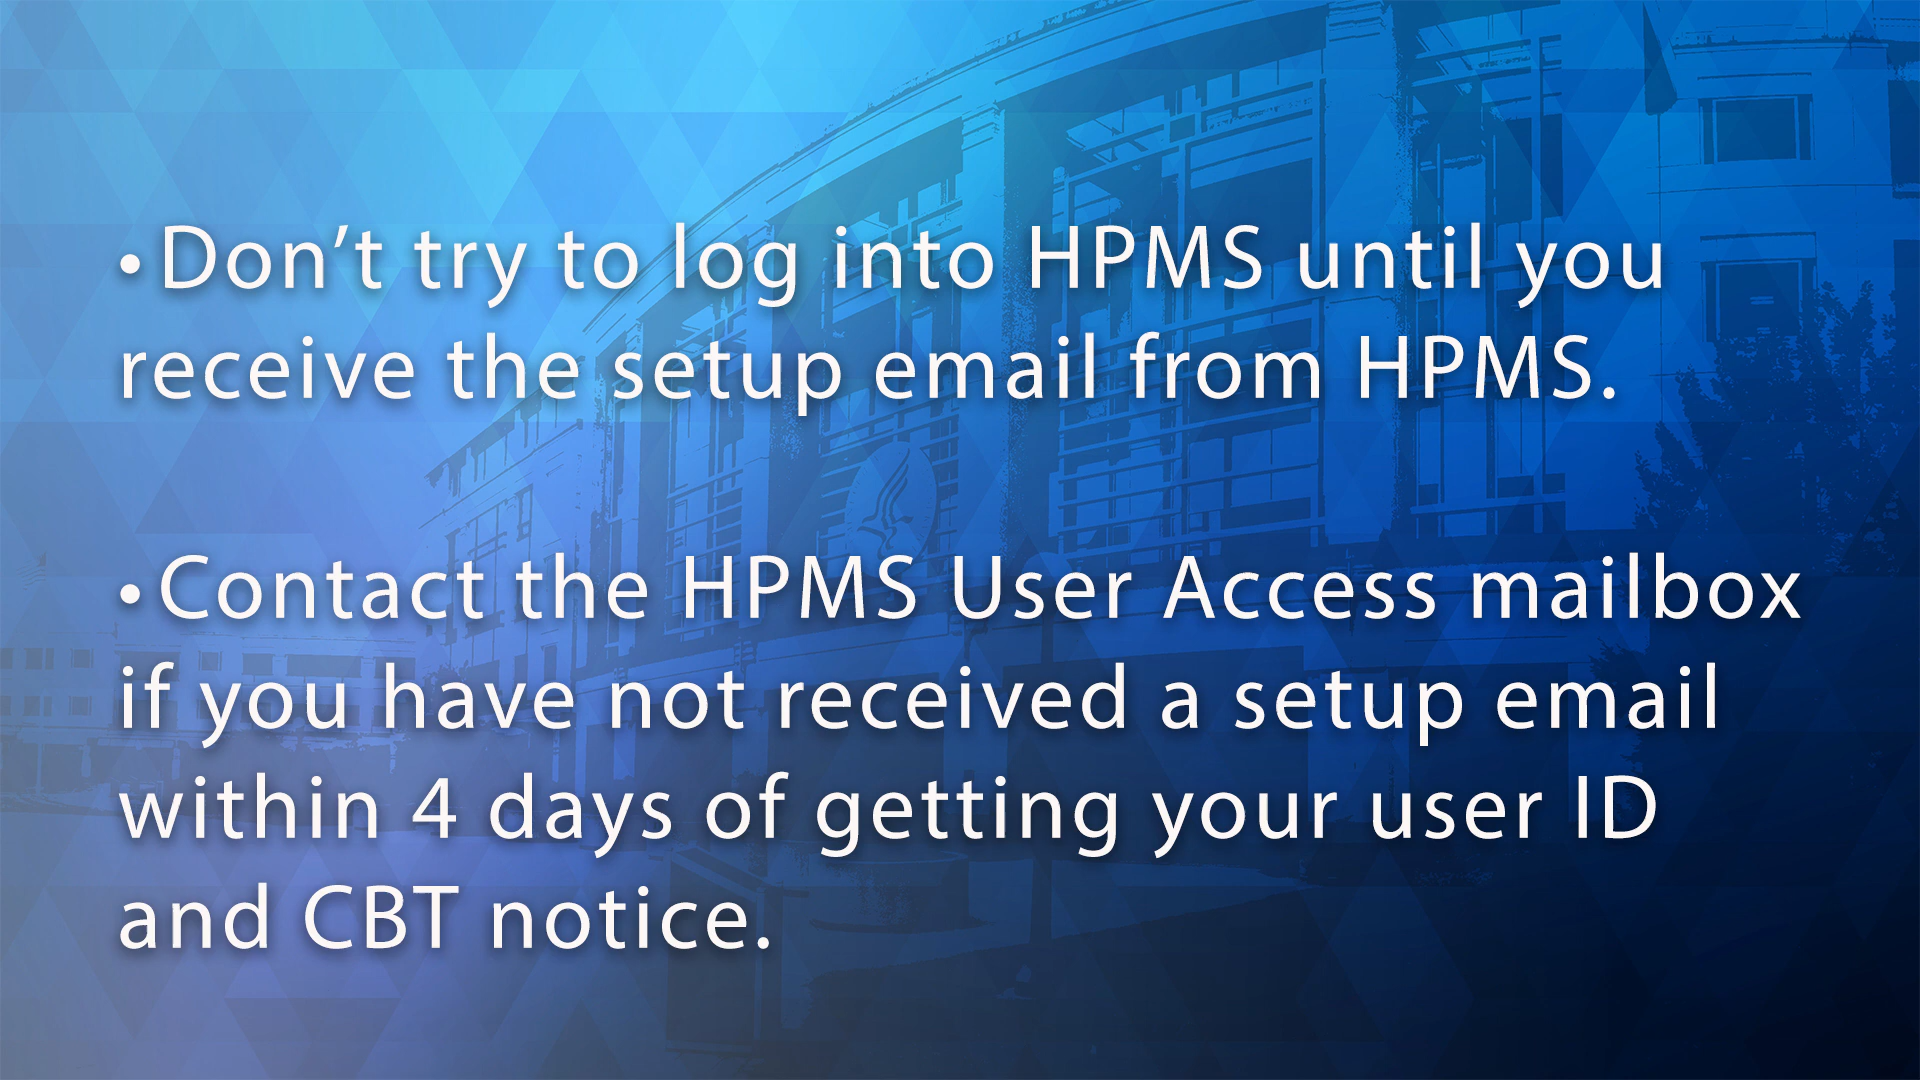 • Don’t try to log into HPMS until you
receive the setup email from HPMS.
• Contact the HPMS User Access mailbox
if you have not received a setup email
within 4 days of getting your user ID
and CBT notice.